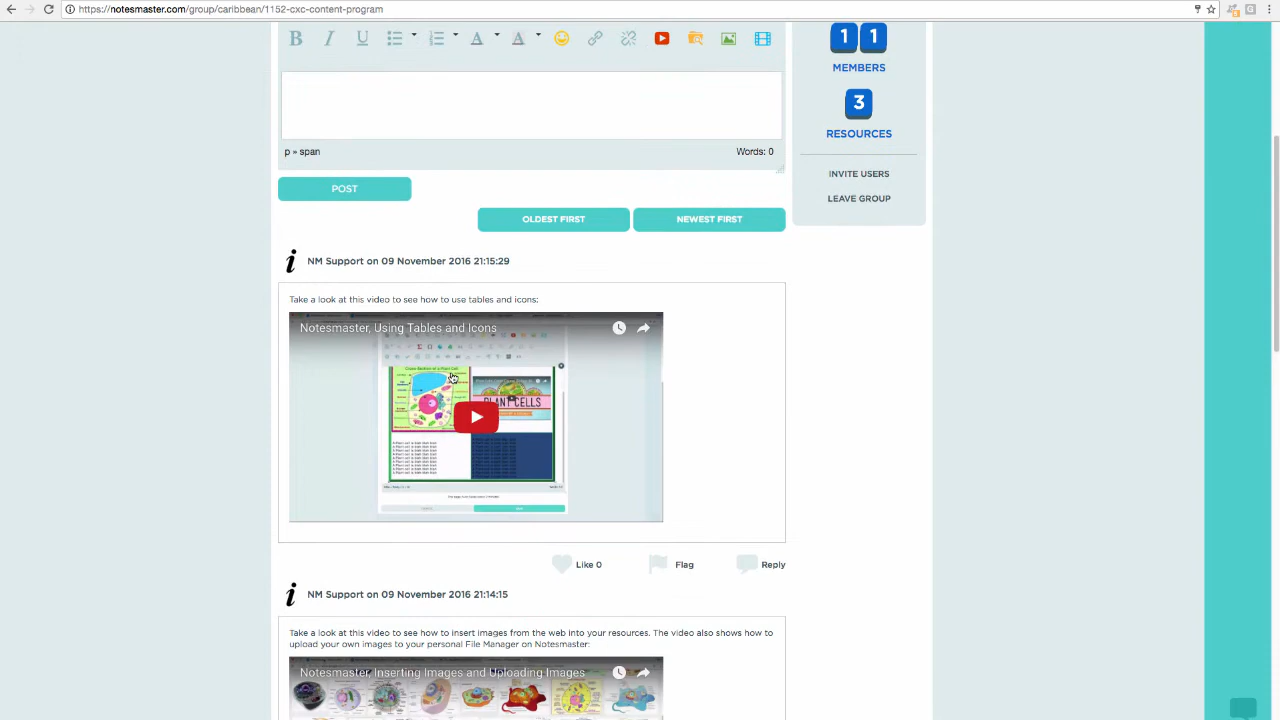 https://notesmaster.com/group/caribbean/1152-cxc-content-program
B I U A A
1 1
MEMBERS
3
RESOURCES
INVITE USERS
LEAVE GROUP
p » span
Words: 0
POST
OLDEST FIRST
NEWEST FIRST
i NM Support on 09 November 2016 21:15:29
Take a look at this video to see how to use tables and icons:
Notesmaster, Using Tables and Icons
PLANT CELLS
Like 0
Flag
Reply
i NM Support on 09 November 2016 21:14:15
Take a look at this video to see how to insert images from the web into your resources. The video also shows how to
upload your own images to your personal File Manager on Notesmaster:
Notesmaster, Inserting Images and Uploading Images